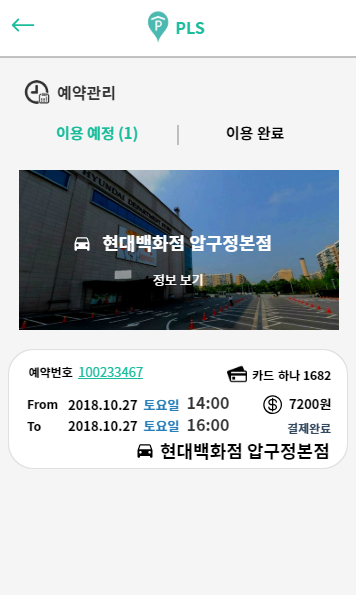 P PLS
예약관리
이용 예정 (1) 이용 완료
HYUNDAI DEPARTMENT
현대백화점 압구정본점
정보 보기
예약번호 100233467 카드 하나 1682
From 2018.10.27 토요일 14:00 7200원
To 2018.10.27 토요일 16:00 결제완료
현대백화점 압구정본점